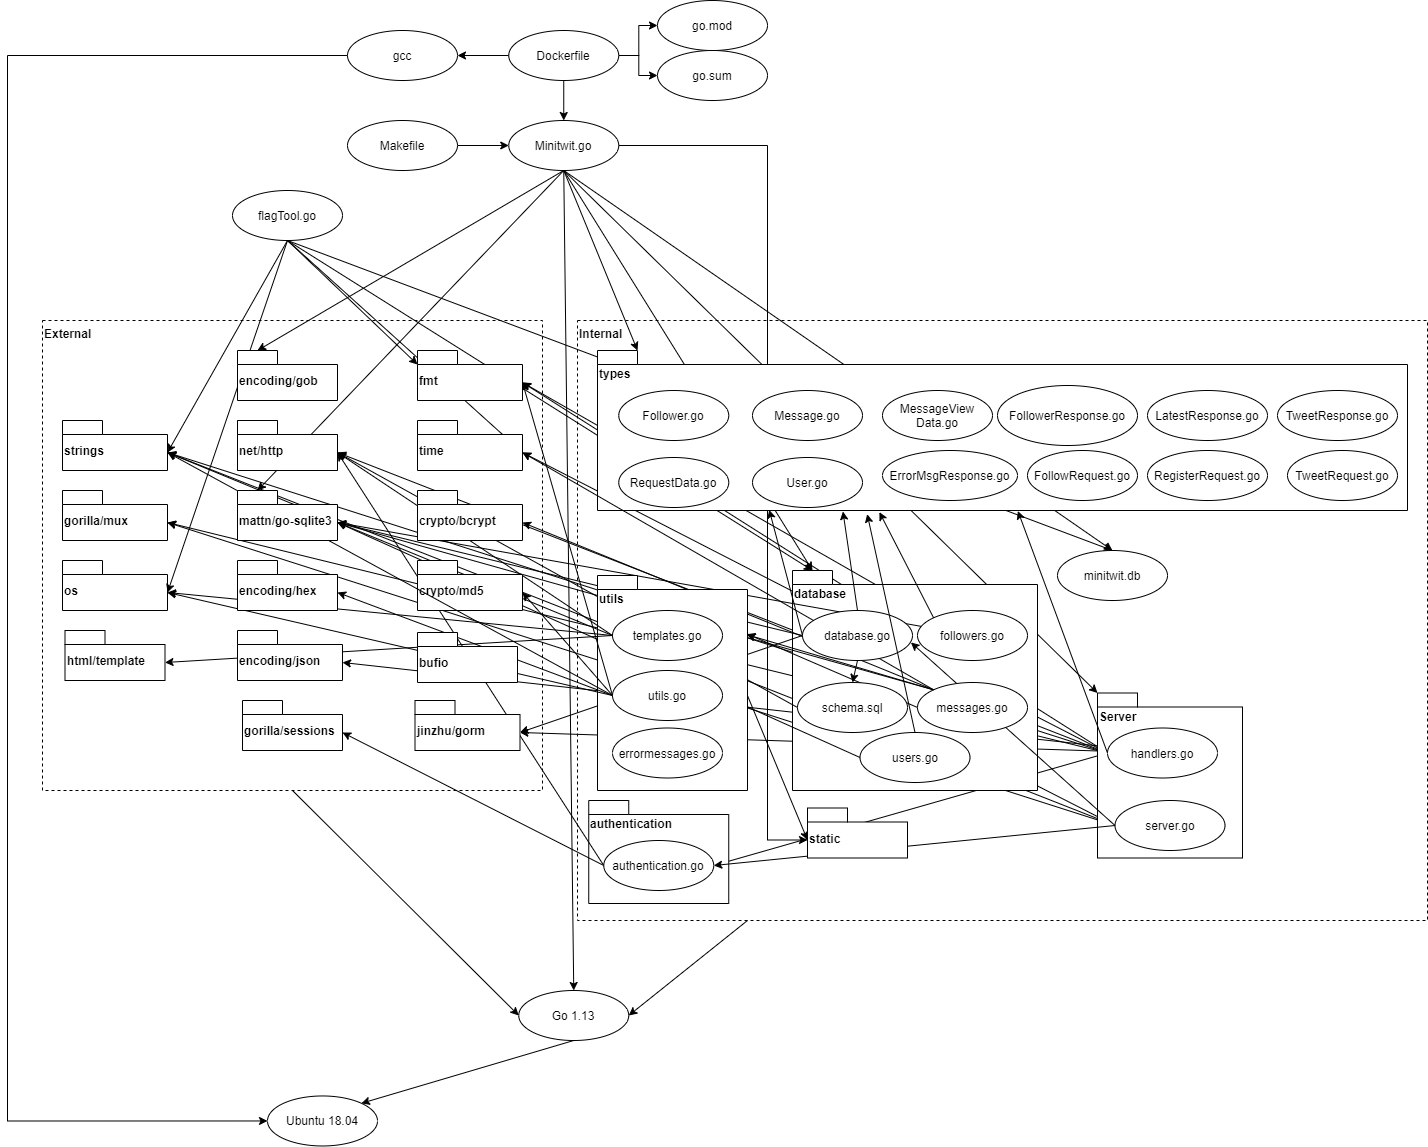 go.mod
gcc
Dockerfile
go.sum
Makefile
Minitwit.go
flagTool.go
External
Internal
encoding/gob
fmt
types
Follower.go
Message.go
MessageView
Data.go
FollowerResponse.go
LatestResponse.go
TweetResponse.go
strings
net/http
time
RequestData.go
User.go
ErrorMsgResponse.go
FollowRequest.go
RegisterRequest.go
TweetRequest.go
gorilla/mux
mattn/go-sqlite3
crypto/bcrypt
minitwit.db
os
encoding/hex
crypto/md5
utils
database
templates.go
database.go
followers.go
html/template
encoding/json
bufio
utils.go
schema.sql
messages.go
Server
gorilla/sessions
jinzhu/gorm
errormessages.go
users.go
handlers.go
authentication
static
server.go
authentication.go
Go 1.13
Ubuntu 18.04